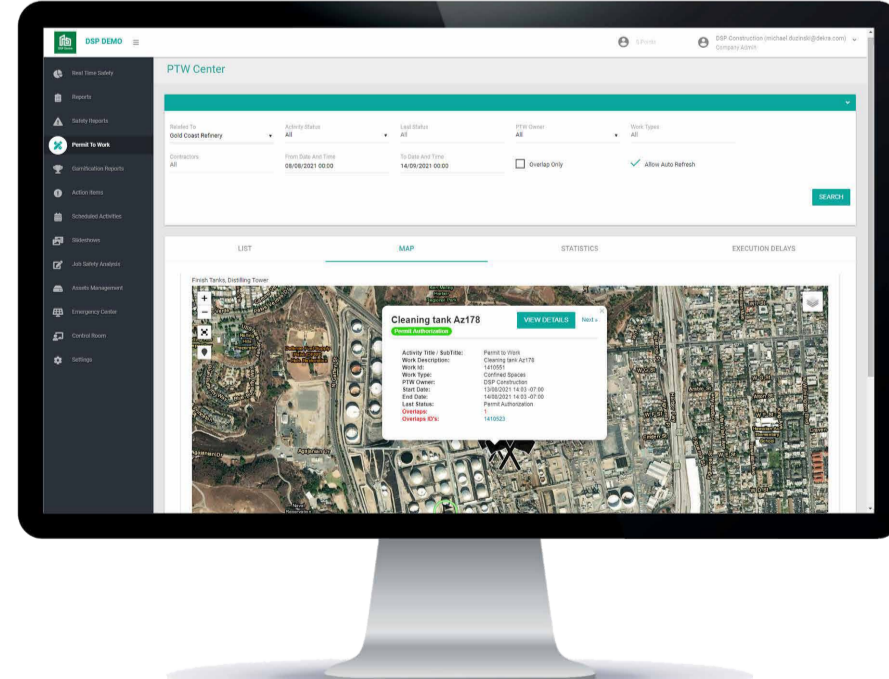 DSP DEMO
DSP Construction (michael.duzinski@dekra.com)
Company Admin
Real Time Safety
Reports
Safety Reports
Permit To Work
Gamification Reports
Action Items
Scheduled Activities
Slideshows
Job Safety Analysis
Assets Management
Emergency Center
Control Room
Settings
PTW Center
Related To
Activity Status
Last Status
PTW Owner
Work Types
Gold Coast Refinery
All
All
All
All
Contractors
From Date And Time
To Date And Time
All
08/08/2021 00:00
14/09/2021 00:00
Overlap Only
Allow Auto Refresh
SEARCH
LIST
MAP
STATISTICS
EXECUTION DELAYS
Finish Tanks, Distilling Tower
Cleaning tank Az178
VIEW DETAILS
Next »
Permit Authorization
Activity Title / SubTitle: Permit to Work
Work Description: Cleaning tank Az178
Work Id: 1410551
Work Type: Confined Spaces
PTW Owner: DSP Construction
Start Date: 13/08/2021 14:03 -07:00
End Date: 14/08/2021 14:03 -07:00
Last Status: Permit Authorization
Overlaps: 1
Overlaps ID's: 1410523